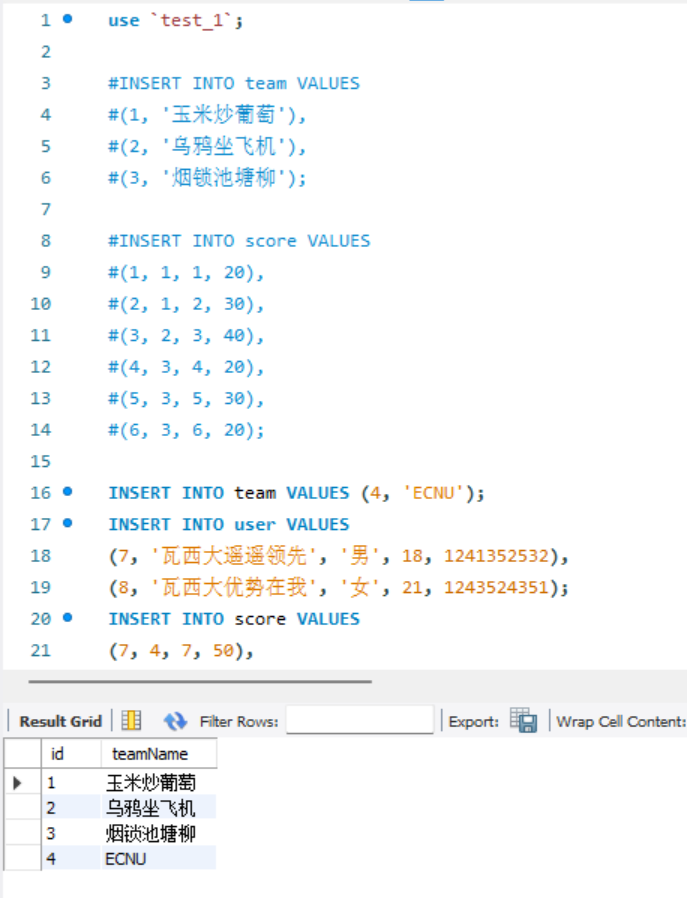 1 use `test_1`;
2
3 #INSERT INTO team VALUES
4 #(1, '玉米炒葡萄'),
5 #(2, '乌鸦坐飞机'),
6 #(3, '烟锁池塘柳');
7
8 #INSERT INTO score VALUES
9 #(1, 1, 1, 20),
10 #(2, 1, 2, 30),
11 #(3, 2, 3, 40),
12 #(4, 3, 4, 20),
13 #(5, 3, 5, 30),
14 #(6, 3, 6, 20);
15
16 INSERT INTO team VALUES (4, 'ECNU');
17 INSERT INTO user VALUES
18 (7, '瓦西大遥遥领先', '男', 18, 1241352532),
19 (8, '瓦西大优势在我', '女', 21, 1243524351);
20 INSERT INTO score VALUES
21 (7, 4, 7, 50),
Result Grid Filter Rows: Export: Wrap Cell Content:
id teamName
1 玉米炒葡萄
2 乌鸦坐飞机
3 烟锁池塘柳
4 ECNU